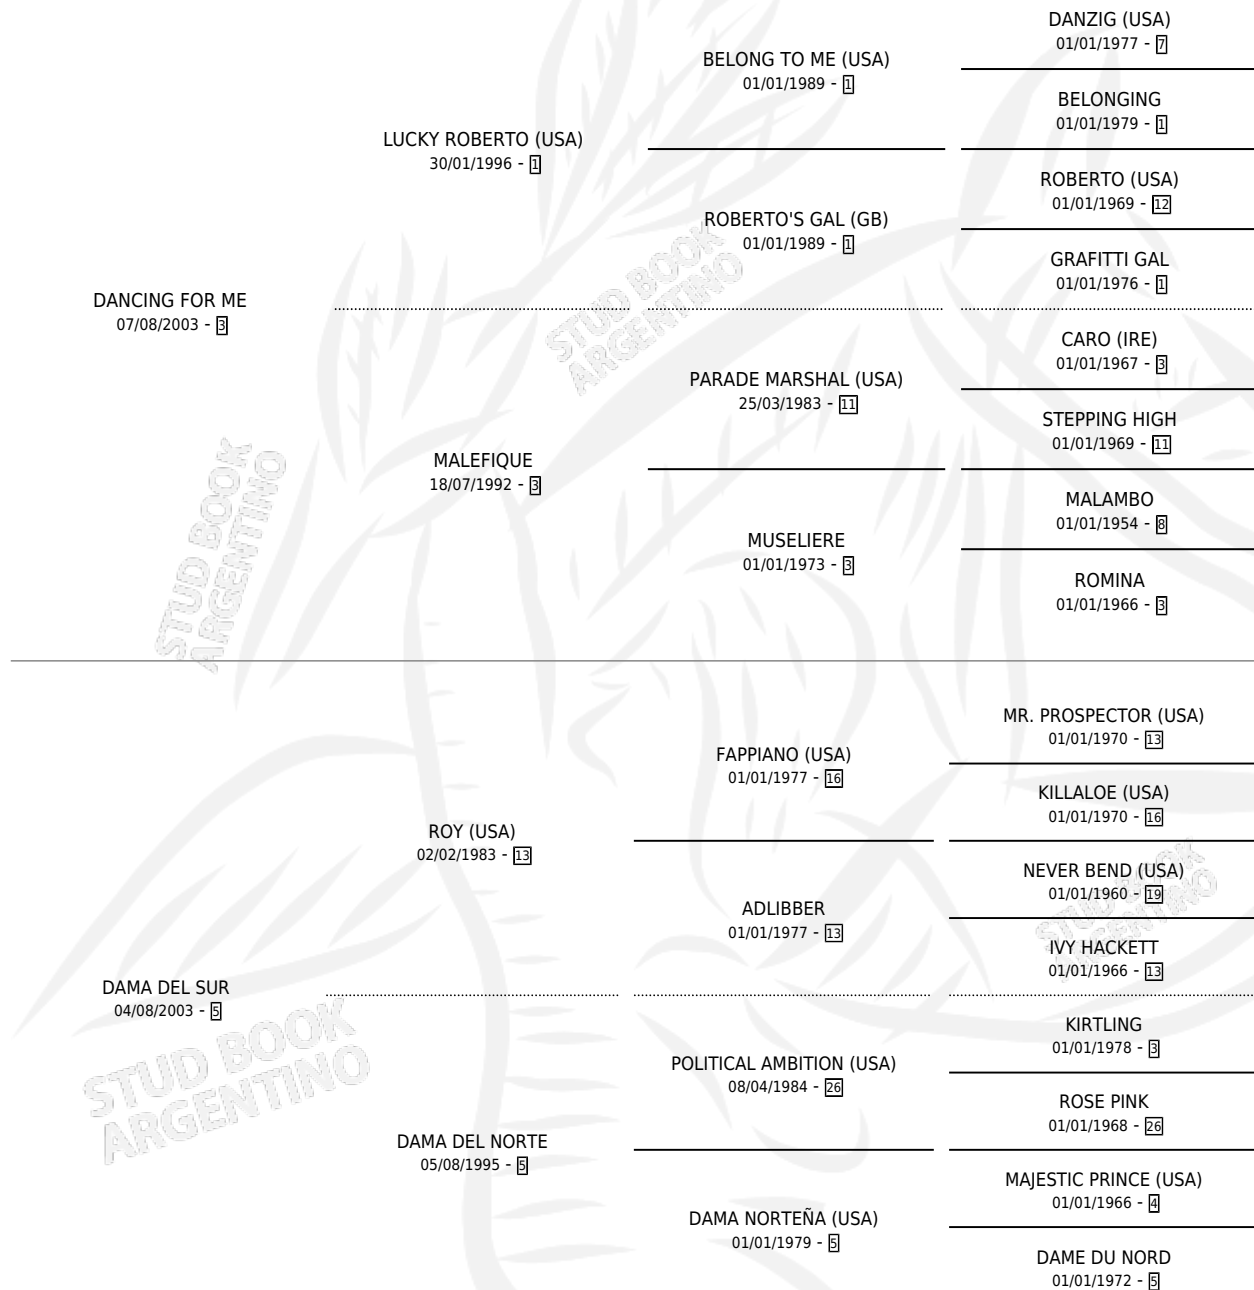 DANZIG (USA)
01/01/1977 - 7
BELONG TO ME (USA)
01/01/1989 - 1
BELONGING
01/01/1979 - 1
LUCKY ROBERTO (USA)
30/01/1996 - 1
ROBERTO (USA)
01/01/1969 - 12
ROBERTO'S GAL (GB)
01/01/1989 - 1
GRAFITTI GAL
01/01/1976 - 1
DANCING FOR ME
07/08/2003 - 3
STUD BOOK
ARGENTINO
CARO (IRE)
01/01/1967 - 3
PARADE MARSHAL (USA)
25/03/1983 - 11
STEPPING HIGH
01/01/1969 - 11
MALEFIQUE
18/07/1992 - 3
MALAMBO
01/01/1954 - 8
MUSELIERE
01/01/1973 - 3
ROMINA
01/01/1966 - 3
STUD BOOK
ARGENTINO
MR. PROSPECTOR (USA)
01/01/1970 - 13
FAPPIANO (USA)
01/01/1977 - 16
KILLALOE (USA)
01/01/1970 - 16
ROY (USA)
02/02/1983 - 13
NEVER BEND (USA)
01/01/1960 - 19
ADLIBBER
01/01/1977 - 13
STUD BOOK
ARGENTINO
IVY HACKETT
01/01/1966 - 13
DAMA DEL SUR
04/08/2003 - 5
STUD BOOK
ARGENTINO
KIRTLING
01/01/1978 - 3
POLITICAL AMBITION (USA)
08/04/1984 - 26
ROSE PINK
01/01/1968 - 26
DAMA DEL NORTE
05/08/1995 - 5
MAJESTIC PRINCE (USA)
01/01/1966 - 4
DAMA NORTEÑA (USA)
01/01/1979 - 5
DAME DU NORD
01/01/1972 - 5